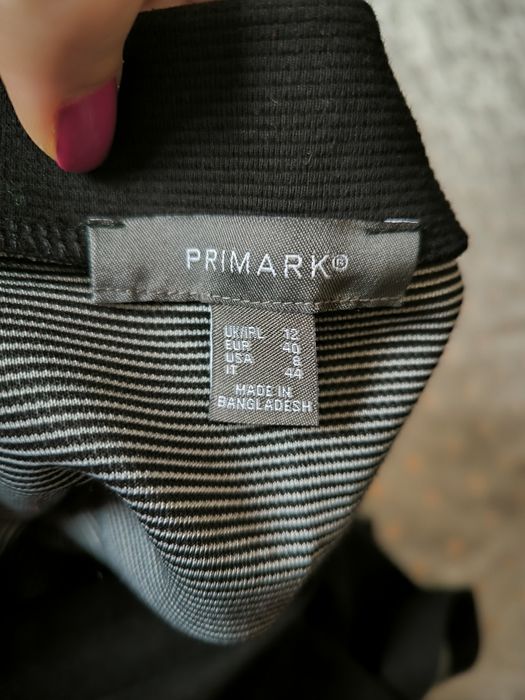 PRIMARK®
UK/IRL 12
EUR 40
USA 8
IT 44
MADE IN
BANGLADESH